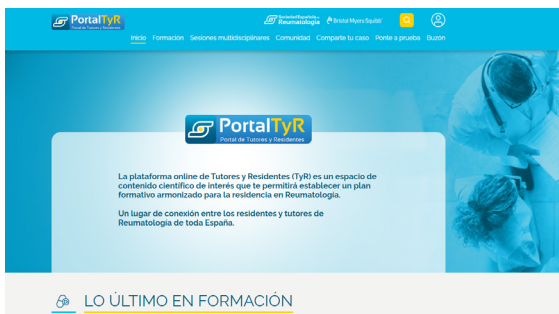 PortalTyR
Portal de Tutores y Residentes
Sociedad Española de
Reumatología
Bristol Myers Squibb
Inicio Formación Sesiones multidisciplinares Comunidad Comparte tu caso Ponte a prueba Buzón
PortalTyR
Portal de Tutores y Residentes
La plataforma online de Tutores y Residentes (TyR) es un espacio de
contenido científico de interés que te permitirá establecer un plan
formativo armonizado para la residencia en Reumatología.
Un lugar de conexión entre los residentes y tutores de
Reumatología de toda España.
LO ÚLTIMO EN FORMACIÓN